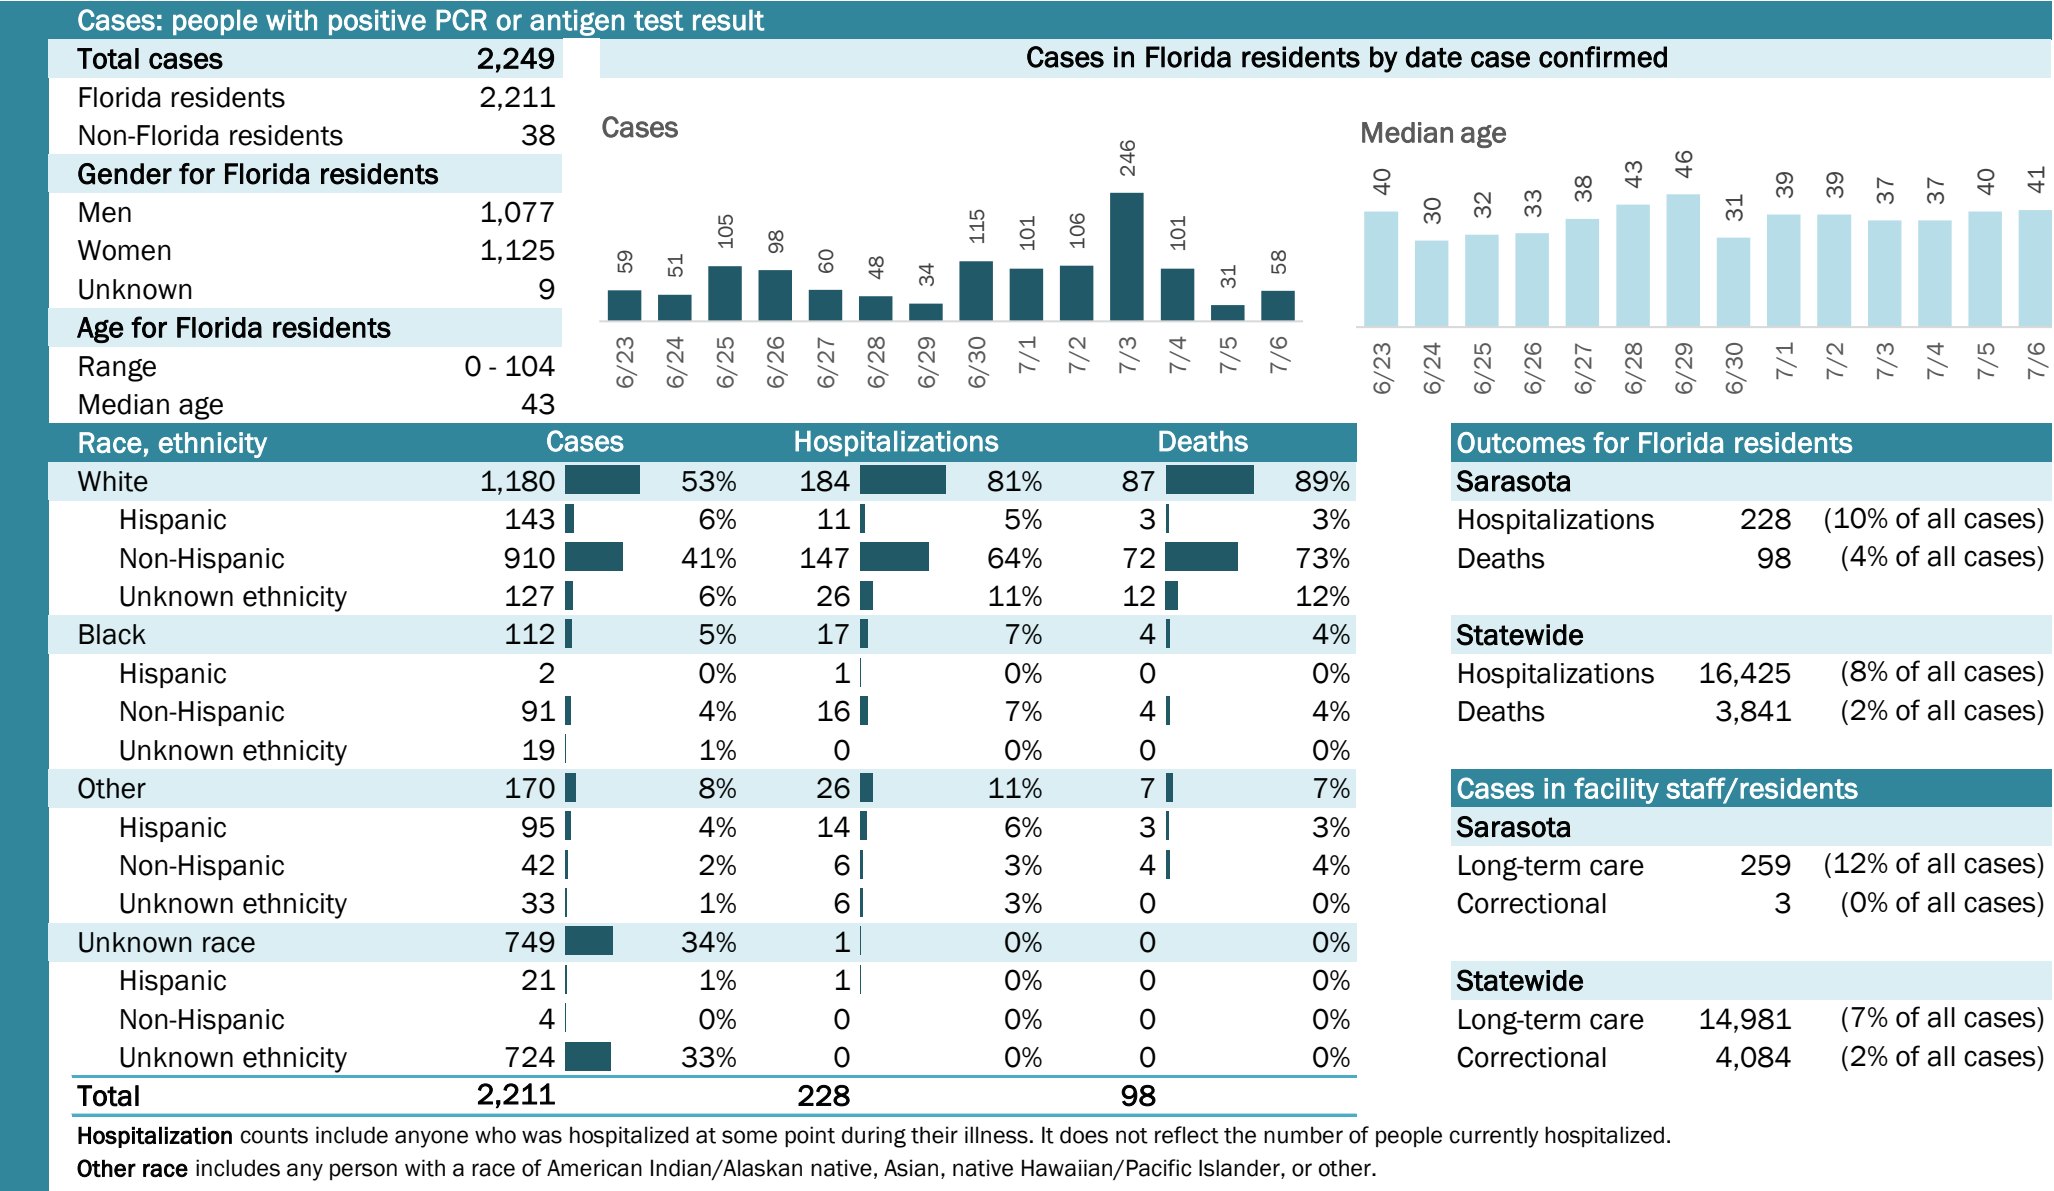 Cases: people with positive PCR or antigen test result
Total cases 2,249
Florida residents 2,211
Non-Florida residents 38
Gender for Florida residents
Men 1,077
Women 1,125
Unknown 9
Age for Florida residents
Range 0 - 104
Median age 43
Cases in Florida residents by date case confirmed
Cases
59 51 105 98 60 48 34 115 101 106 246 101 31 58
6/23 6/24 6/25 6/26 6/27 6/28 6/29 6/30 7/1 7/2 7/3 7/4 7/5 7/6
Median age
40 30 32 33 38 43 46 31 39 39 37 37 40 41
6/23 6/24 6/25 6/26 6/27 6/28 6/29 6/30 7/1 7/2 7/3 7/4 7/5 7/6
Race, ethnicity Cases Hospitalizations Deaths
White 1,180 53% 184 81% 87 89%
Hispanic 143 6% 11 5% 3 3%
Non-Hispanic 910 41% 147 64% 72 73%
Unknown ethnicity 127 6% 26 11% 12 12%
Black 112 5% 17 7% 4 4%
Hispanic 2 0% 1 0% 0 0%
Non-Hispanic 91 4% 16 7% 4 4%
Unknown ethnicity 19 1% 0 0% 0 0%
Other 170 8% 26 11% 7 7%
Hispanic 95 4% 14 6% 3 3%
Non-Hispanic 42 2% 6 3% 4 4%
Unknown ethnicity 33 1% 6 3% 0 0%
Unknown race 749 34% 1 0% 0 0%
Hispanic 21 1% 1 0% 0 0%
Non-Hispanic 4 0% 0 0% 0 0%
Unknown ethnicity 724 33% 0 0% 0 0%
Total 2,211 228 98
Outcomes for Florida residents
Sarasota
Hospitalizations 228 (10% of all cases)
Deaths 98 (4% of all cases)
Statewide
Hospitalizations 16,425 (8% of all cases)
Deaths 3,841 (2% of all cases)
Cases in facility staff/residents
Sarasota
Long-term care 259 (12% of all cases)
Correctional 3 (0% of all cases)
Statewide
Long-term care 14,981 (7% of all cases)
Correctional 4,084 (2% of all cases)
Hospitalization counts include anyone who was hospitalized at some point during their illness. It does not reflect the number of people currently hospitalized.
Other race includes any person with a race of American Indian/Alaskan native, Asian, native Hawaiian/Pacific Islander, or other.